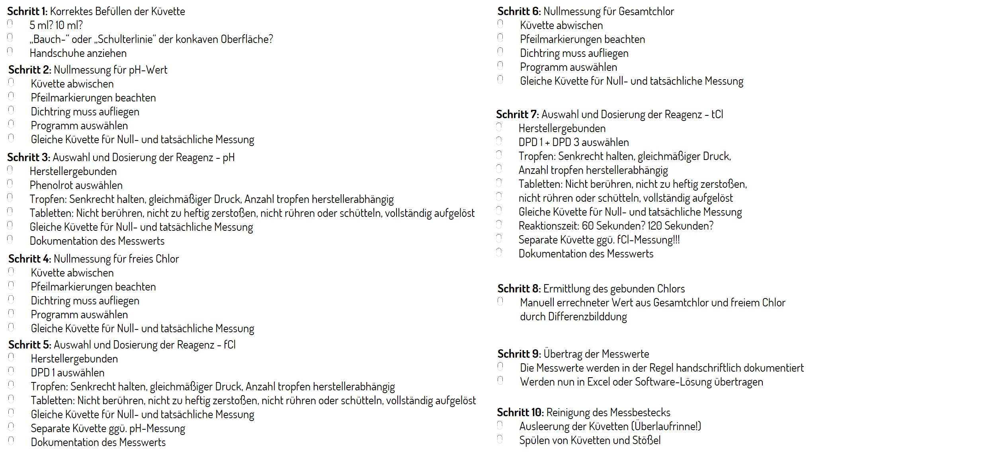 Schritt 1: Korrektes Befüllen der Küvette
5 ml? 10 ml?
„Bauch-“ oder „Schulterlinie“ der konkaven Oberfläche?
Handschuhe anziehen
Schritt 2: Nullmessung für pH-Wert
Küvette abwischen
Pfeilmarkierungen beachten
Dichtring muss aufliegen
Programm auswählen
Gleiche Küvette für Null- und tatsächliche Messung
Schritt 3: Auswahl und Dosierung der Reagenz - pH
Herstellergebunden
Phenolrot auswählen
Tropfen: Senkrecht halten, gleichmäßiger Druck, Anzahl tropfen herstellerabhängig
Tabletten: Nicht berühren, nicht zu heftig zerstoßen, nicht rühren oder schütteln, vollständig aufgelöst
Gleiche Küvette für Null- und tatsächliche Messung
Dokumentation des Messwerts
Schritt 4: Nullmessung für freies Chlor
Küvette abwischen
Pfeilmarkierungen beachten
Dichtring muss aufliegen
Programm auswählen
Gleiche Küvette für Null- und tatsächliche Messung
Schritt 5: Auswahl und Dosierung der Reagenz - fCl
Herstellergebunden
DPD 1 auswählen
Tropfen: Senkrecht halten, gleichmäßiger Druck, Anzahl tropfen herstellerabhängig
Tabletten: Nicht berühren, nicht zu heftig zerstoßen, nicht rühren oder schütteln, vollständig aufgelöst
Gleiche Küvette für Null- und tatsächliche Messung
Separate Küvette ggü. pH-Messung
Dokumentation des Messwerts
Schritt 6: Nullmessung für Gesamtchlor
Küvette abwischen
Pfeilmarkierungen beachten
Dichtring muss aufliegen
Programm auswählen
Gleiche Küvette für Null- und tatsächliche Messung
Schritt 7: Auswahl und Dosierung der Reagenz - tCl
Herstellergebunden
DPD 1 + DPD 3 auswählen
Tropfen: Senkrecht halten, gleichmäßiger Druck,
Anzahl tropfen herstellerabhängig
Tabletten: Nicht berühren, nicht zu heftig zerstoßen,
nicht rühren oder schütteln, vollständig aufgelöst
Gleiche Küvette für Null- und tatsächliche Messung
Reaktionszeit: 60 Sekunden? 120 Sekunden?
Separate Küvette ggü. fCl-Messung!!!
Dokumentation des Messwerts
Schritt 8: Ermittlung des gebunden Chlors
Manuell errechneter Wert aus Gesamtchlor und freiem Chlor
durch Differenzbilddung
Schritt 9: Übertrag der Messwerte
Die Messwerte werden in der Regel handschriftlich dokumentiert
Werden nun in Excel oder Software-Lösung übertragen
Schritt 10: Reinigung des Messbestecks
Ausleerung der Küvetten (Überlaufrinne!)
Spülen von Küvetten und Stößel